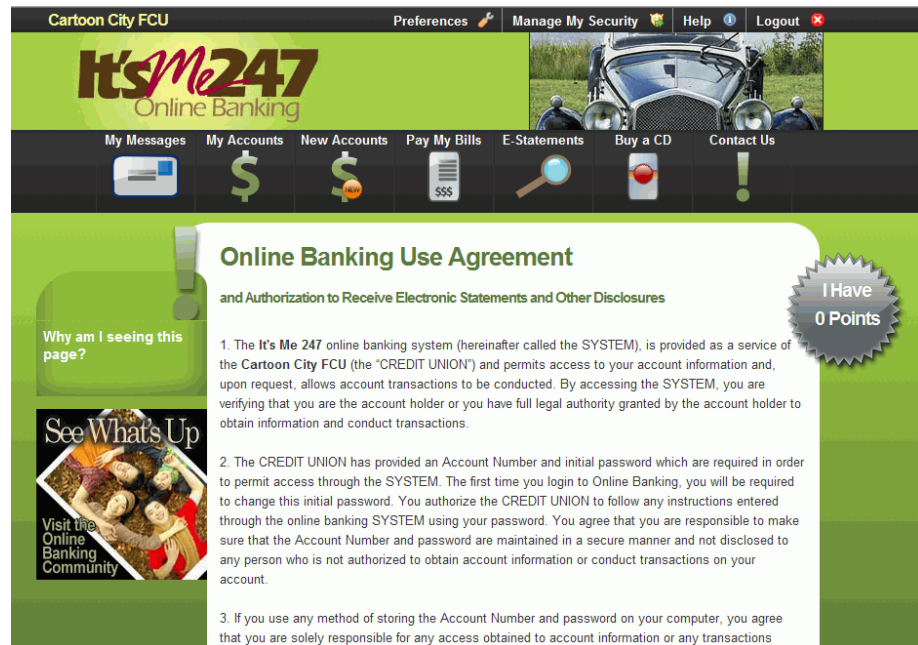 Cartoon City FCU
Preferences
Manage My Security
Help
Logout
It'sMe247
Online Banking
My Messages
My Accounts
New Accounts
Pay My Bills
E-Statements
Buy a CD
Contact Us
NEW
$$$
Online Banking Use Agreement
and Authorization to Receive Electronic Statements and Other Disclosures
I Have
0 Points
Why am I seeing this
page?
See What's Up
Visit the
Online
Banking
Community
1. The It's Me 247 online banking system (hereinafter called the SYSTEM), is provided as a service of
the Cartoon City FCU (the “CREDIT UNION”) and permits access to your account information and,
upon request, allows account transactions to be conducted. By accessing the SYSTEM, you are
verifying that you are the account holder or you have full legal authority granted by the account holder to
obtain information and conduct transactions.
2. The CREDIT UNION has provided an Account Number and initial password which are required in order
to permit access through the SYSTEM. The first time you login to Online Banking, you will be required
to change this initial password. You authorize the CREDIT UNION to follow any instructions entered
through the online banking SYSTEM using your password. You agree that you are responsible to make
sure that the Account Number and password are maintained in a secure manner and not disclosed to
any person who is not authorized to obtain account information or conduct transactions on your
account.
3. If you use any method of storing the Account Number and password on your computer, you agree
that you are solely responsible for any access obtained to account information or any transactions